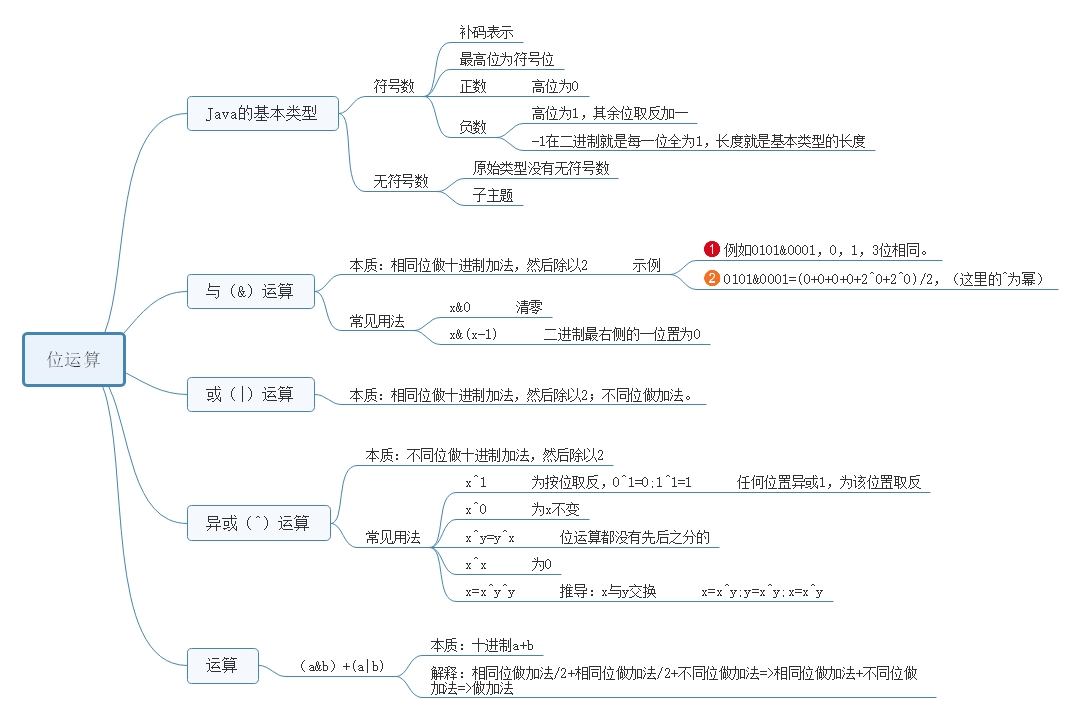 位运算
Java的基本类型
符号数
补码表示
最高位为符号位
正数
高位为0
负数
高位为1，其余位取反加一
-1在二进制就是每一位全为1，长度就是基本类型的长度
无符号数
原始类型没有无符号数
子主题
与（&）运算
本质：相同位做十进制加法，然后除以2
示例
1 例如0101&0001，0，1，3位相同。
2 0101&0001=(0+0+0+0+2^0+2^0)/2，（这里的^为幂）
常见用法
x&0
清零
x&(x-1)
二进制最右侧的一位置为0
或（|）运算
本质：相同位做十进制加法，然后除以2；不同位做加法。
异或（^）运算
本质：不同位做十进制加法，然后除以2
常见用法
x^1
为按位取反，0^1=0;1^1=1
任何位置异或1，为该位置取反
x^0
为x不变
x^y=y^x
位运算都没有先后之分的
x^x
为0
x=x^y^y
推导：x与y交换
x=x^y;y=x^y;x=x^y
运算
（a&b）+(a|b)
本质：十进制a+b
解释：相同位做加法/2+相同位做加法/2+不同位做加法=>相同位做加法+不同位做
加法=>做加法